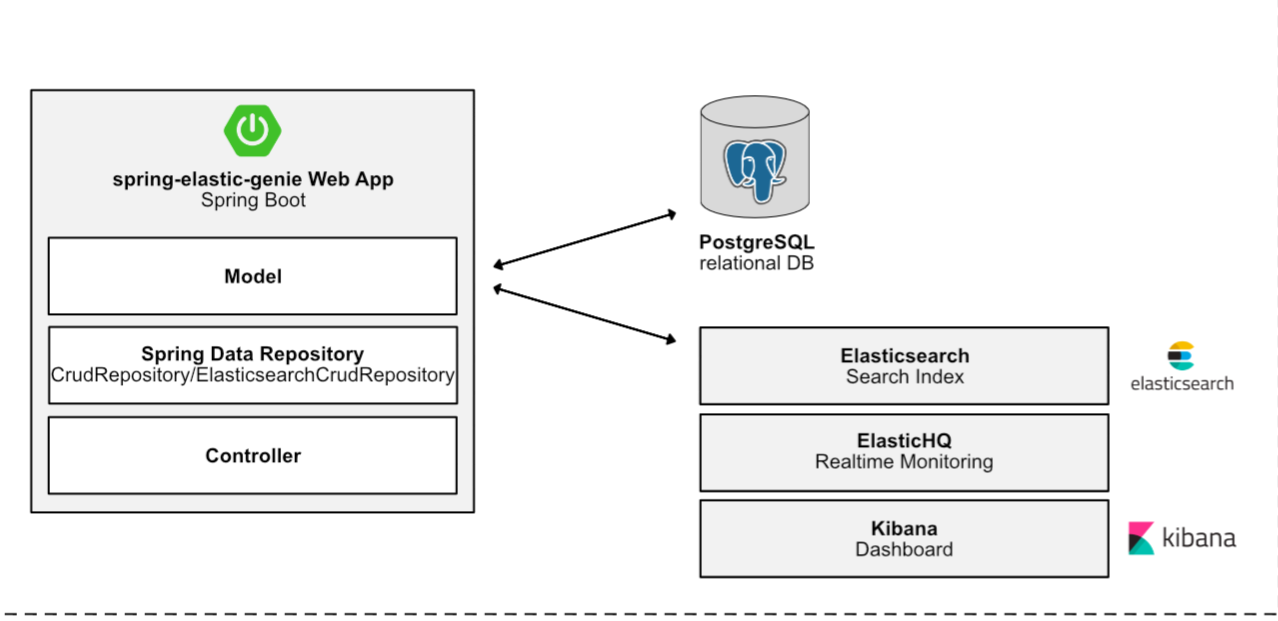 spring-elastic-genie Web App
Spring Boot
Model
Spring Data Repository
CrudRepository/ElasticsearchCrudRepository
Controller
PostgreSQL
relational DB
Elasticsearch
Search Index
elasticsearch
ElasticHQ
Realtime Monitoring
Kibana
Dashboard
kibana